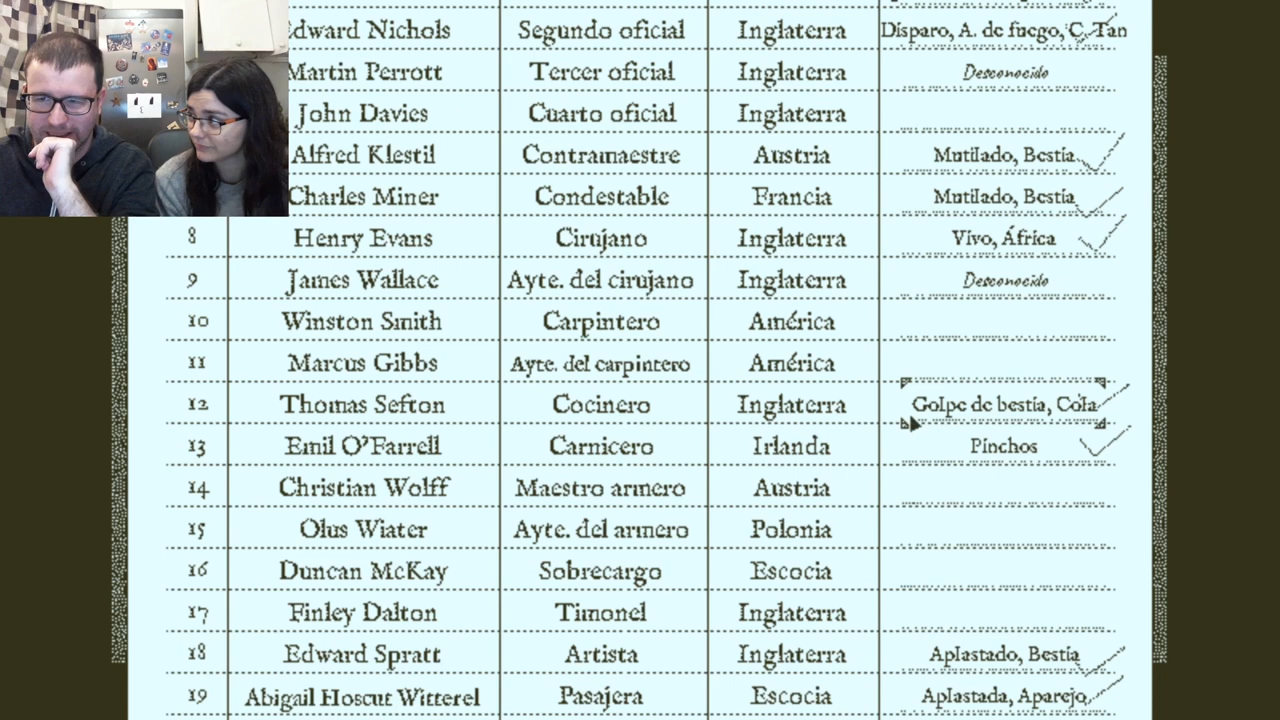 Edward Nichols Segundo oficial Inglaterra Disparo, A. de fuego, C. Tan
Martin Perrott Tercer oficial Inglaterra Desconocido
John Davies Cuarto oficial Inglaterra
Alfred Klestil Contramaestre Austria Mutilado, Bestia
Charles Miner Condestable Francia Mutilado, Bestia
8 Henry Evans Cirujano Inglaterra Vivo, África
9 James Wallace Ayte. del cirujano Inglaterra Desconocido
10 Winston Smith Carpintero América
11 Marcus Gibbs Ayte. del carpintero América
12 Thomas Sefton Cocinero Inglaterra Golpe de bestia, Cola
13 Emil O'Farrell Carnicero Irlanda Pinchos
14 Christian Wolff Maestro armero Austria
15 Olus Wiater Ayte. del armero Polonia
16 Duncan McKay Sobrecargo Escocia
17 Finley Dalton Timonel Inglaterra
18 Edward Spratt Artista Inglaterra Aplastado, Bestia
19 Abigail Hoscut Witterel Pasajera Escocia Aplastada, Aparejo